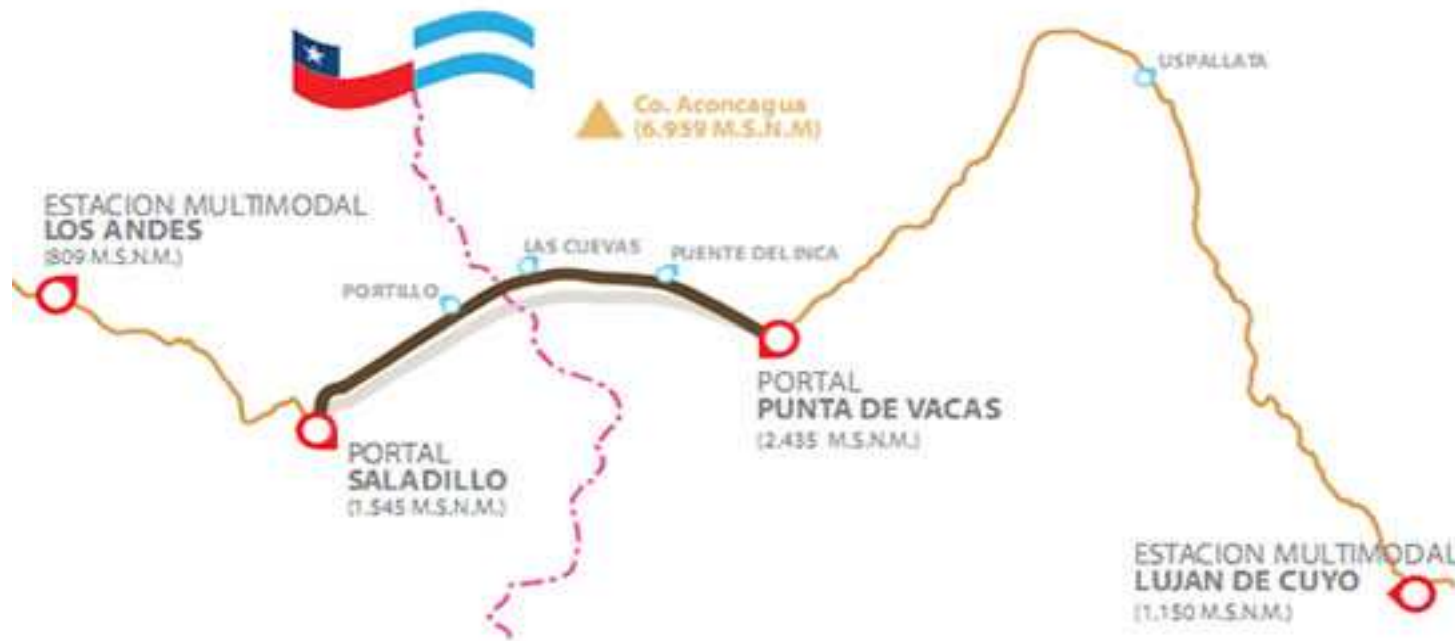 USPALLATA
Co. Aconcagua
(6.959 M.S.N.M)
ESTACION MULTIMODAL
LOS ANDES
(809 M.S.N.M.)
LAS CUEVAS
PUENTE DEL INCA
PORTILLO
PORTAL
PUNTA DE VACAS
(2.435 M.S.N.M.)
PORTAL
SALADILLO
(1.545 M.S.N.M.)
ESTACION MULTIMODAL
LUJAN DE CUYO
(1.150 M.S.N.M.)